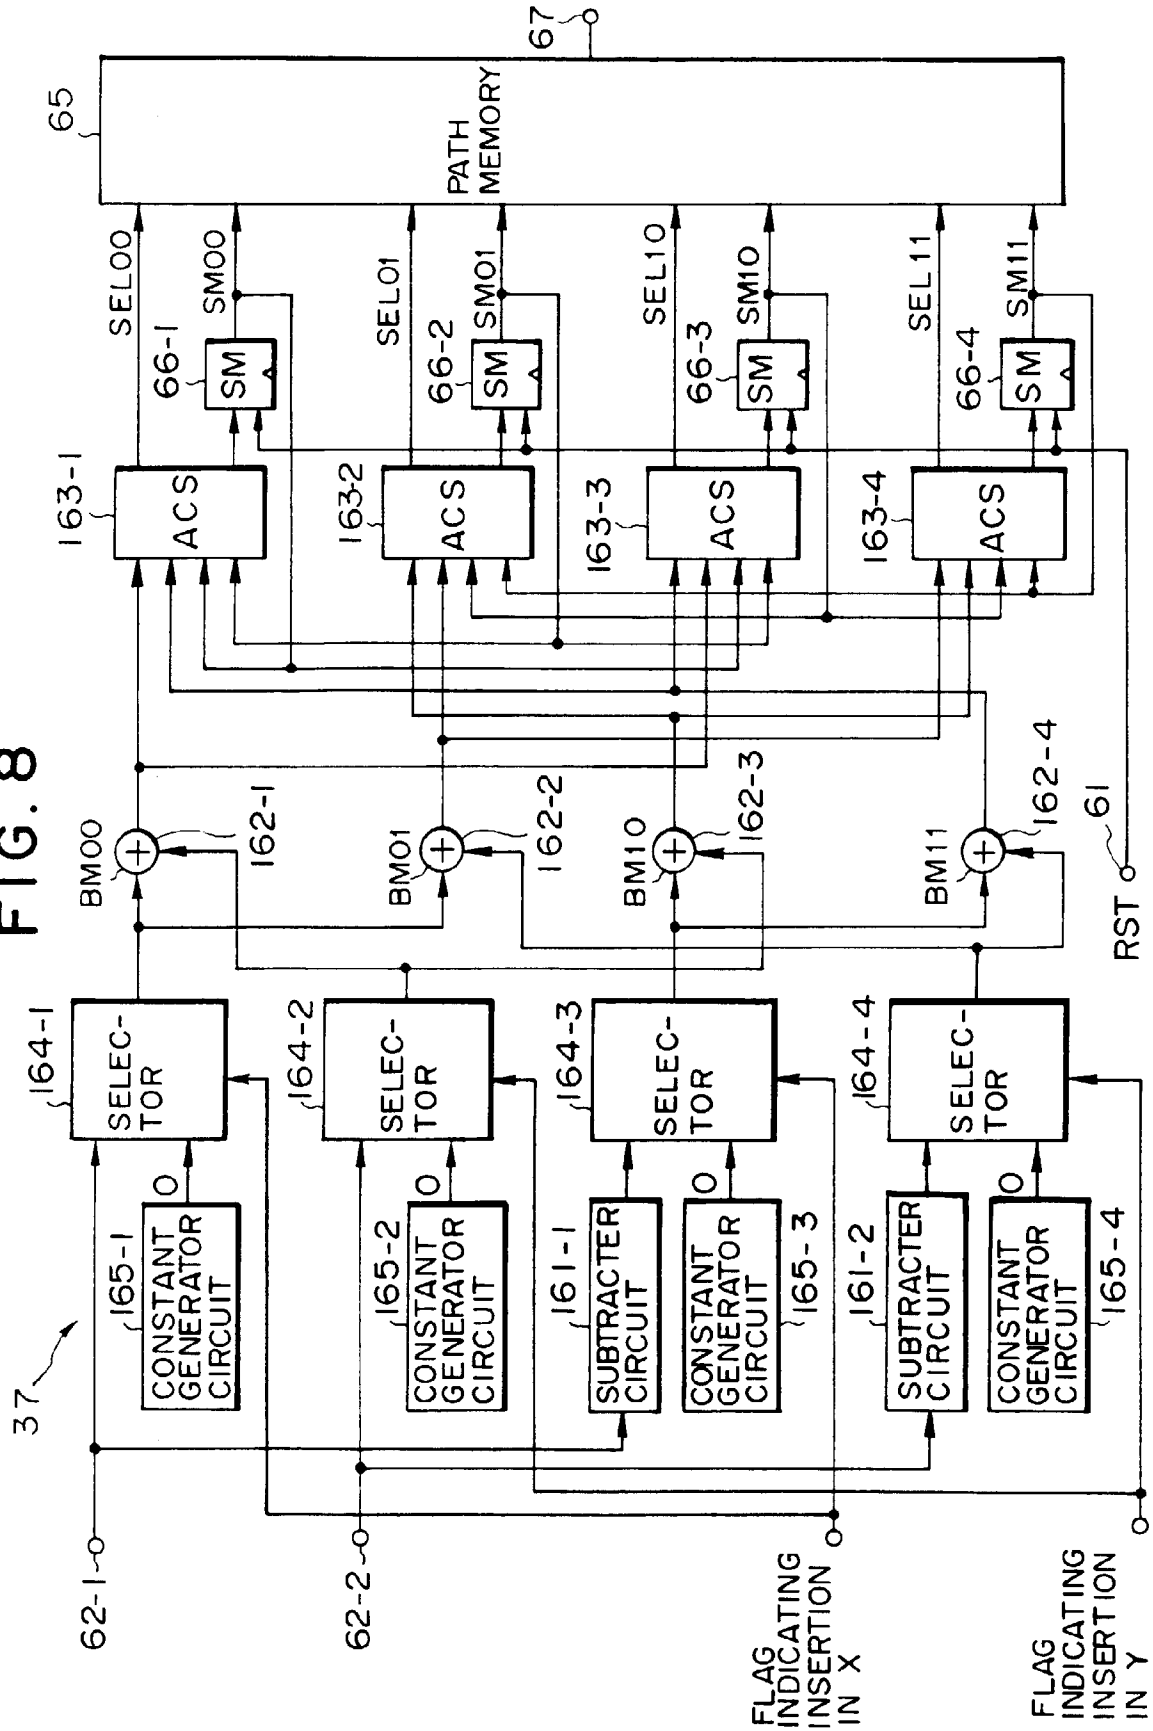 FIG. 8
37
62-1
62-2
FLAG
INDICATING
INSERTION
IN X
FLAG
INDICATING
INSERTION
IN Y
165-1
CONSTANT
GENERATOR
CIRCUIT
0
165-2
CONSTANT
GENERATOR
CIRCUIT
0
161-1
SUBTRACTER
CIRCUIT
CONSTANT
GENERATOR
CIRCUIT
0
165-3
161-2
SUBTRACTER
CIRCUIT
CONSTANT
GENERATOR
CIRCUIT
0
165-4
164-1
SELEC-
TOR
164-2
SELEC-
TOR
164-3
SELEC-
TOR
164-4
SELEC-
TOR
BM00
+
162-1
BM01
+
162-2
BM10
+
162-3
BM11
+
162-4
RST
61
163-1
ACS
163-2
ACS
163-3
ACS
163-4
ACS
SEL00
66-1
SM
SM00
SEL01
66-2
SM
SM01
SEL10
66-3
SM
SM10
SEL11
66-4
SM
SM11
65
PATH
MEMORY
67